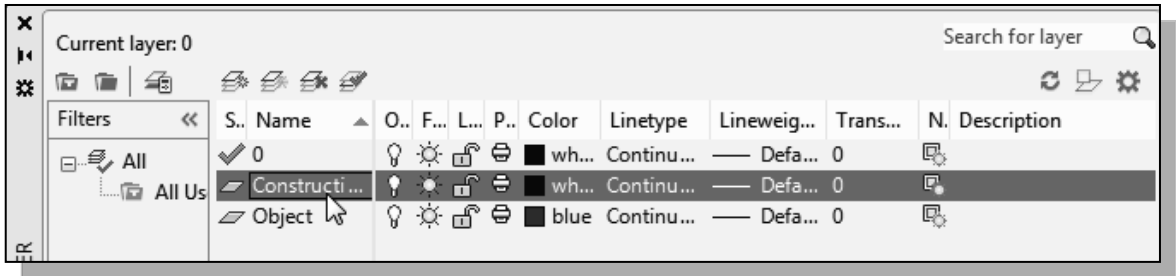 Current layer: 0
Search for layer
Filters « S.. Name O.. F... L... P.. Color Linetype Lineweig... Trans... N. Description
All
0 wh... Continu... Defa... 0
All Us
Constructi... wh... Continu... Defa... 0
Object blue Continu... Defa... 0
ER